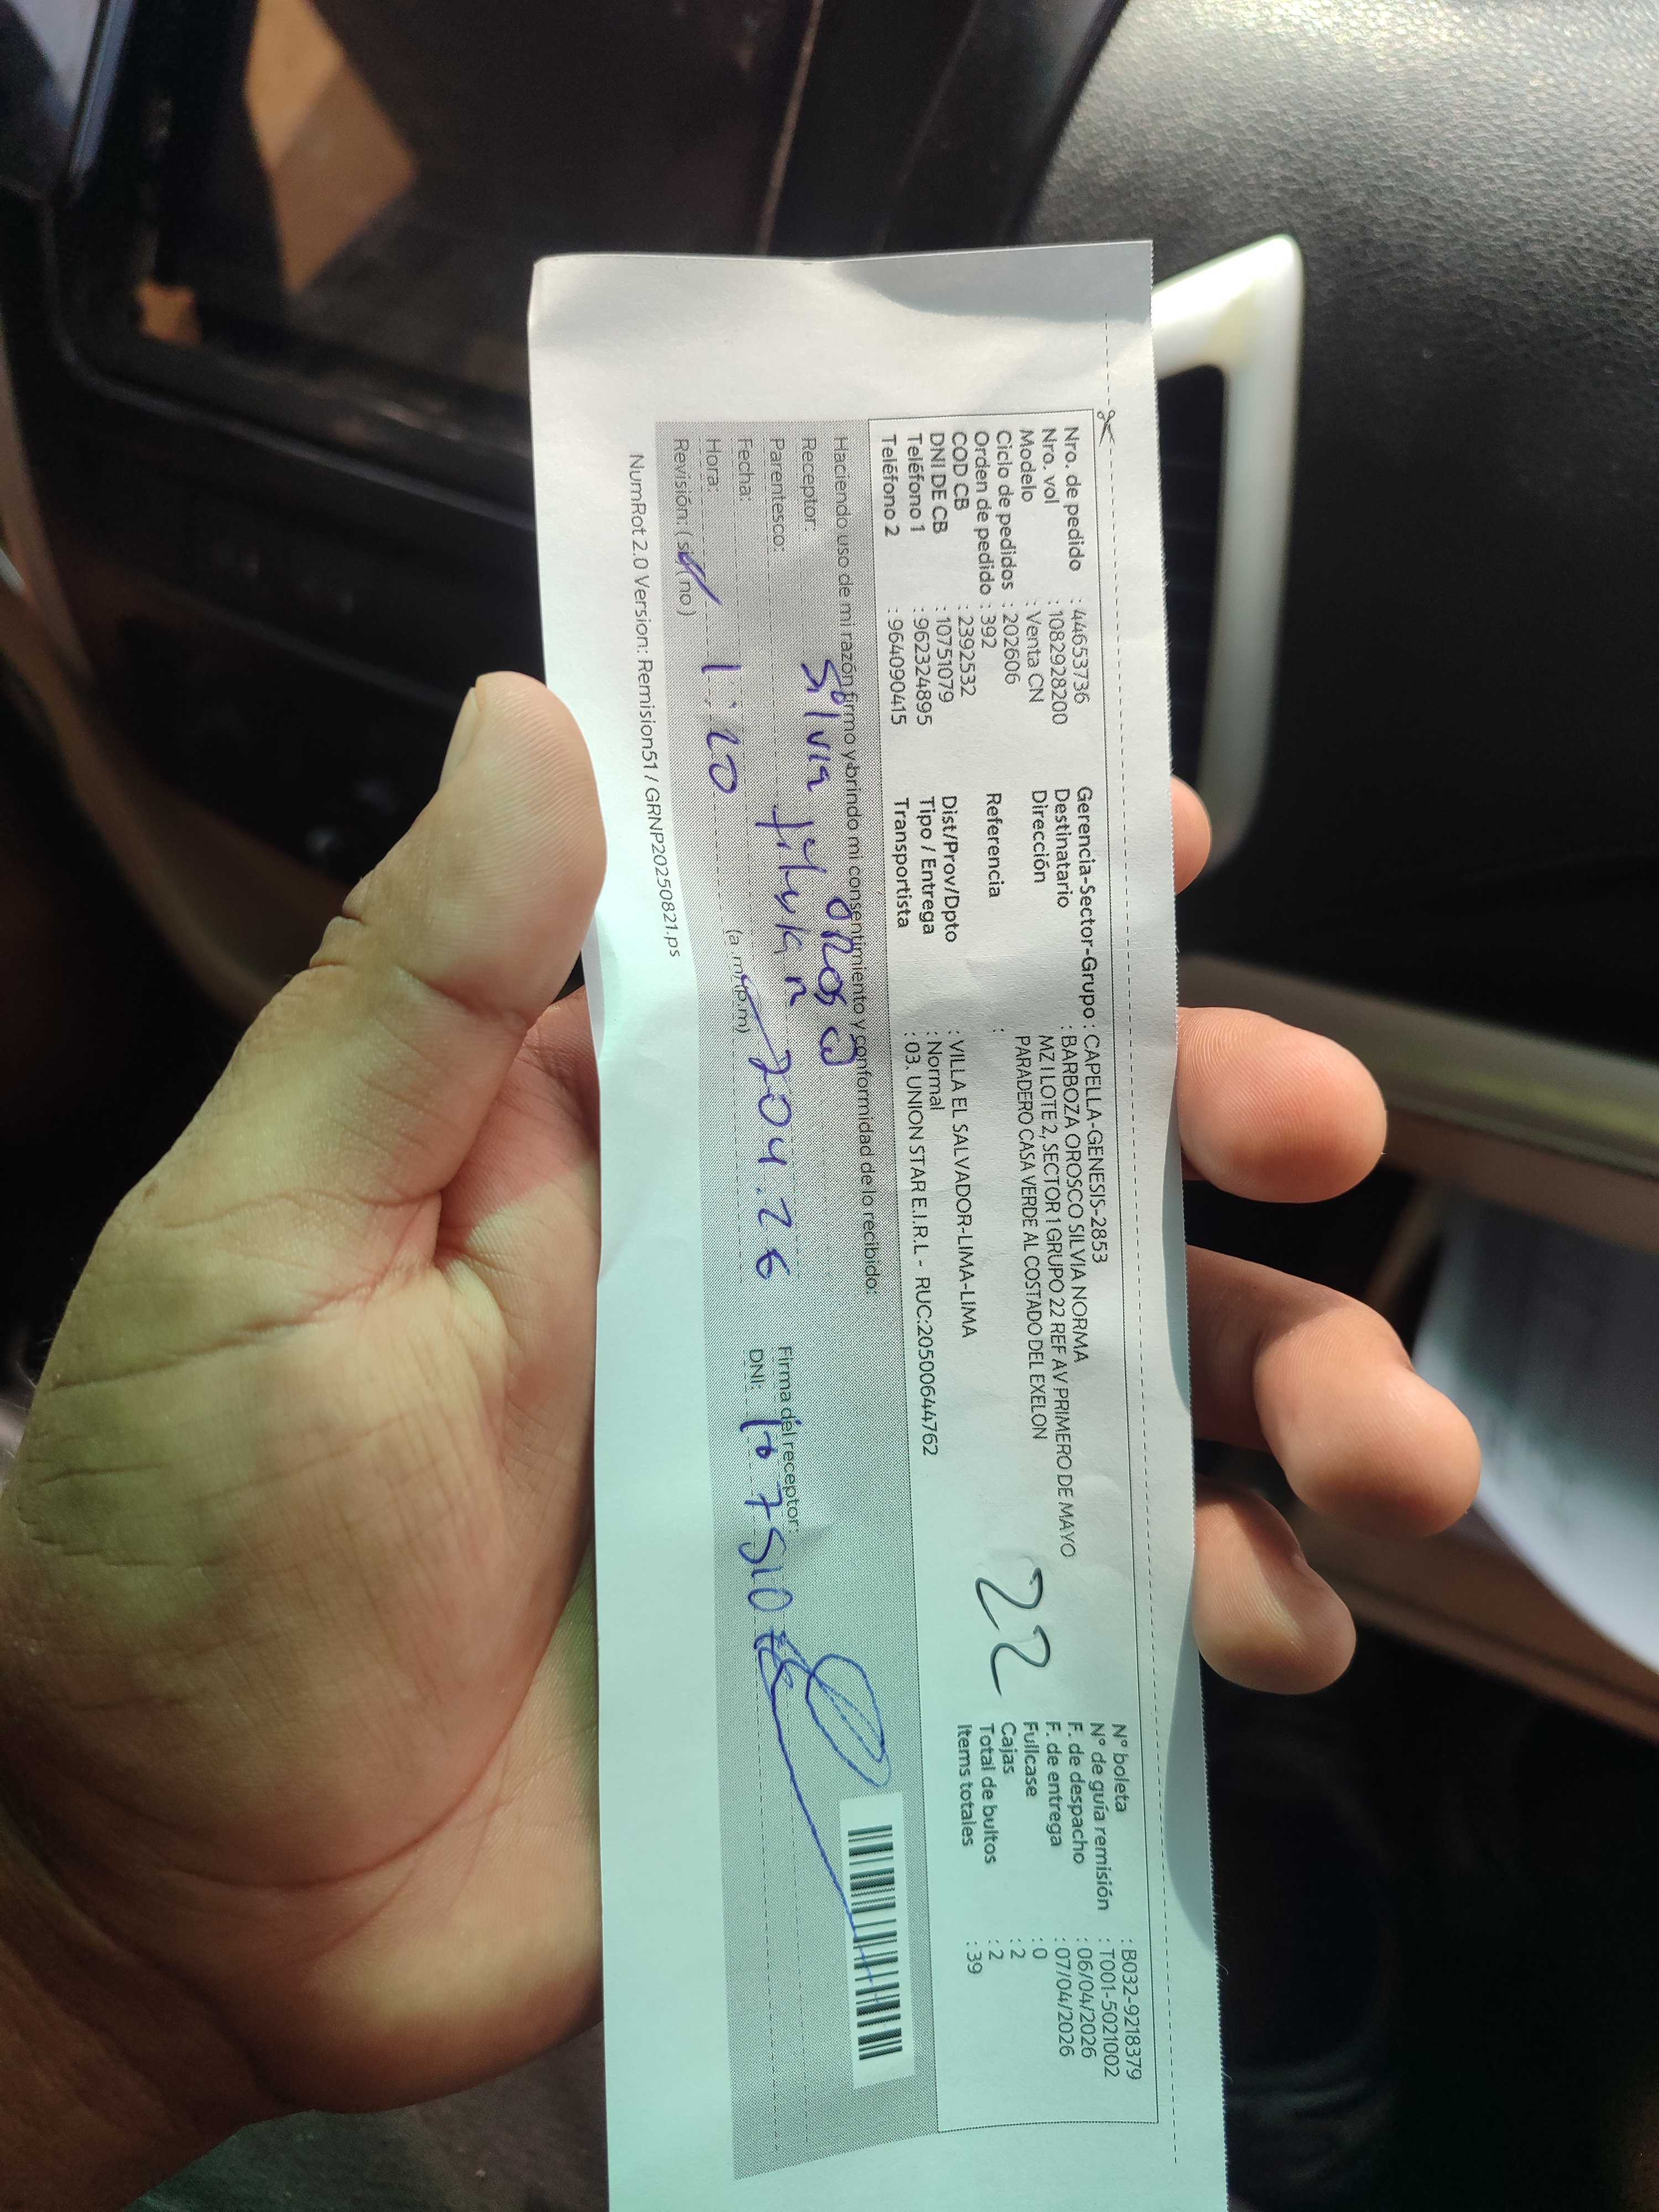 Nro. de pedido : 44653736
Nro. vol : 1082928200
Modelo : Venta CN
Ciclo de pedidos : 202606
Orden de pedido : 392
COD CB : 2392532
DNI DE CB : 10751079
Teléfono 1 : 962324895
Teléfono 2 : 964090415
Gerencia-Sector-Grupo : CAPELLA-GENESIS-2853
Destinatario : BARBOZA OROSCO SILVIA NORMA
Dirección MZ I LOTE 2, SECTOR 1 GRUPO 22 REF AV PRIMERO DE MAYO
PARADERO CASA VERDE AL COSTADO DEL EXELON
Referencia :
Dist/Prov/Dpto : VILLA EL SALVADOR-LIMA-LIMA
Tipo / Entrega : Normal
Transportista : 03. UNION STAR E.I.R.L - RUC:20500644762
22
N° boleta : B032-9218379
N° de guía remisión : T001-5021002
F. de despacho : 06/04/2026
F. de entrega : 07/04/2026
Fullcase : 0
Cajas : 2
Total de bultos : 2
Items totales : 39
Haciendo uso de mi razón firmo y brindo mi consentimiento y conformidad de lo recibido:
Receptor: Silvia Orosco
Parentesco: titular
Fecha: 704.26
Hora: 1:20 (a.m/p.m)
Revisión: ( si ) ( no )
Firma del receptor:
DNI: 107510
NumRot 2.0 Version: Remision51 / GRNP20250821.ps